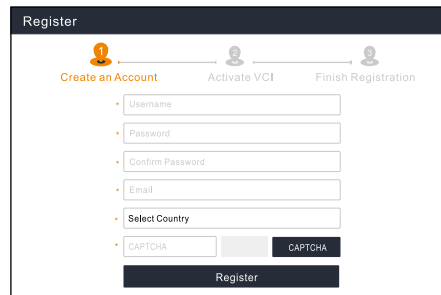 Register
1 2 3
Create an Account Activate VCI Finish Registration
Username
Password
Confirm Password
Email
Select Country
CAPTCHA CAPTCHA
Register